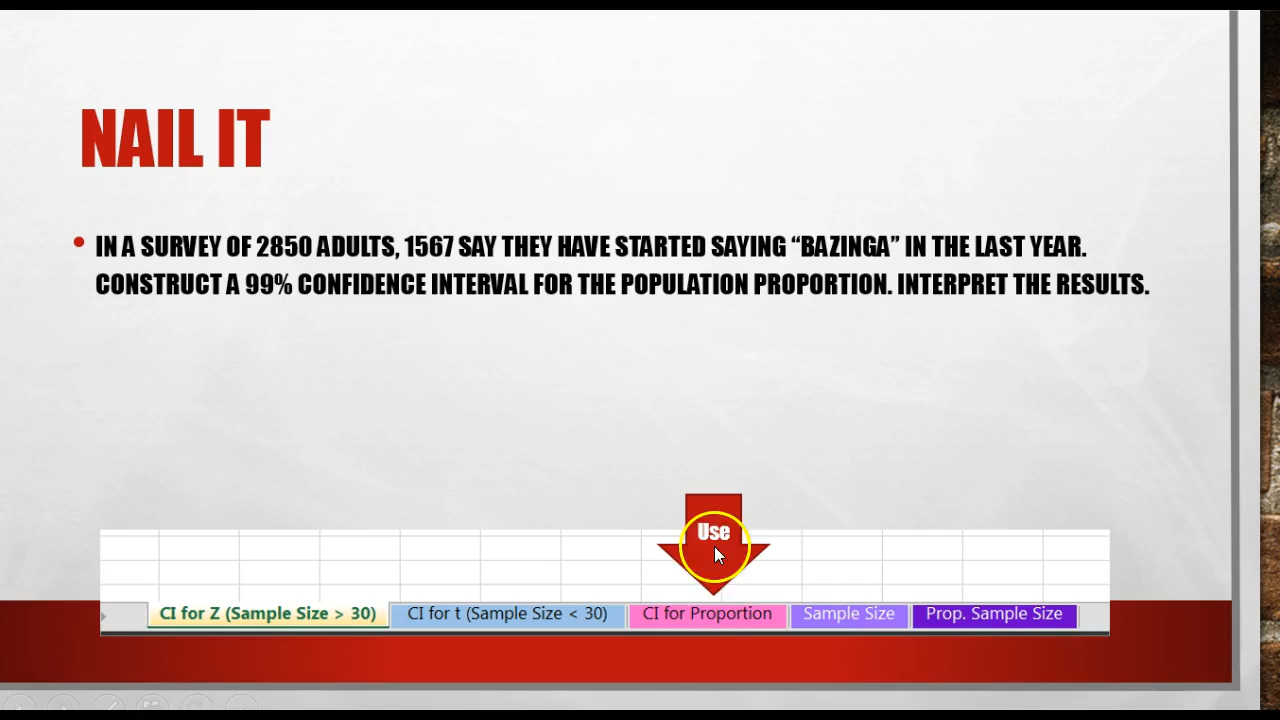 NAIL IT
IN A SURVEY OF 2850 ADULTS, 1567 SAY THEY HAVE STARTED SAYING “BAZINGA” IN THE LAST YEAR.
CONSTRUCT A 99% CONFIDENCE INTERVAL FOR THE POPULATION PROPORTION. INTERPRET THE RESULTS.
Use
CI for Z (Sample Size > 30) CI for t (Sample Size < 30) CI for Proportion Sample Size Prop. Sample Size